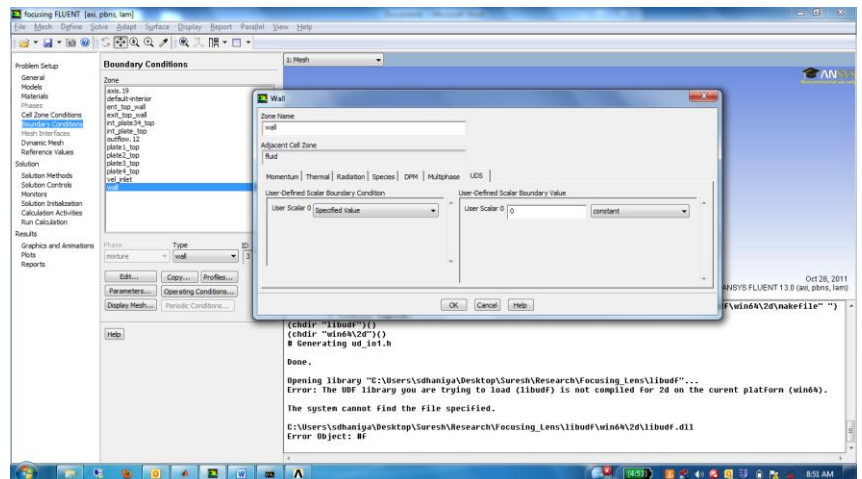 focusing FLUENT [axi, pbns, lam]
File Mesh Define Solve Adapt Surface Display Report Parallel View Help
Problem Setup
General
Models
Materials
Phases
Cell Zone Conditions
Boundary Conditions
Mesh Interfaces
Dynamic Mesh
Reference Values
Solution
Solution Methods
Solution Controls
Monitors
Solution Initialization
Calculation Activities
Run Calculation
Results
Graphics and Animations
Plots
Reports
Boundary Conditions
Zone
axis.19
default-interior
ent_top_wall
exit_top_wall
int_plate34_top
int_plate_top
outflow.12
plate1_top
plate2_top
plate3_top
plate4_top
vel_inlet
wall
Phase Type ID
mixture wall 3
Edit... Copy... Profiles...
Parameters... Operating Conditions...
Display Mesh... Periodic Conditions...
Help
1: Mesh
ANSYS
Wall
Zone Name
wall
Adjacent Cell Zone
fluid
Momentum Thermal Radiation Species DPM Multiphase UDS
User-Defined Scalar Boundary Condition User-Defined Scalar Boundary Value
User Scalar 0 Specified Value User Scalar 0 0 constant
OK Cancel Help
Oct 28, 2011
ANSYS FLUENT 13.0 (axi, pbns, lam)
f\win64\2d\makefile" ")
(chdir "libudf")()
(chdir "win64\2d")()
# Generating ud_io1.h
Done.
Opening library "C:\Users\sdhaniya\Desktop\Suresh\Research\Focusing_Lens\libudf"...
Error: The UDF library you are trying to load (libudf) is not compiled for 2d on the curent platform (win64).
The system cannot find the file specified.
C:\Users\sdhaniya\Desktop\Suresh\Research\Focusing_Lens\libudf\win64\2d\libudf.dll
Error Object: #f
(4:53)
8:51 AM